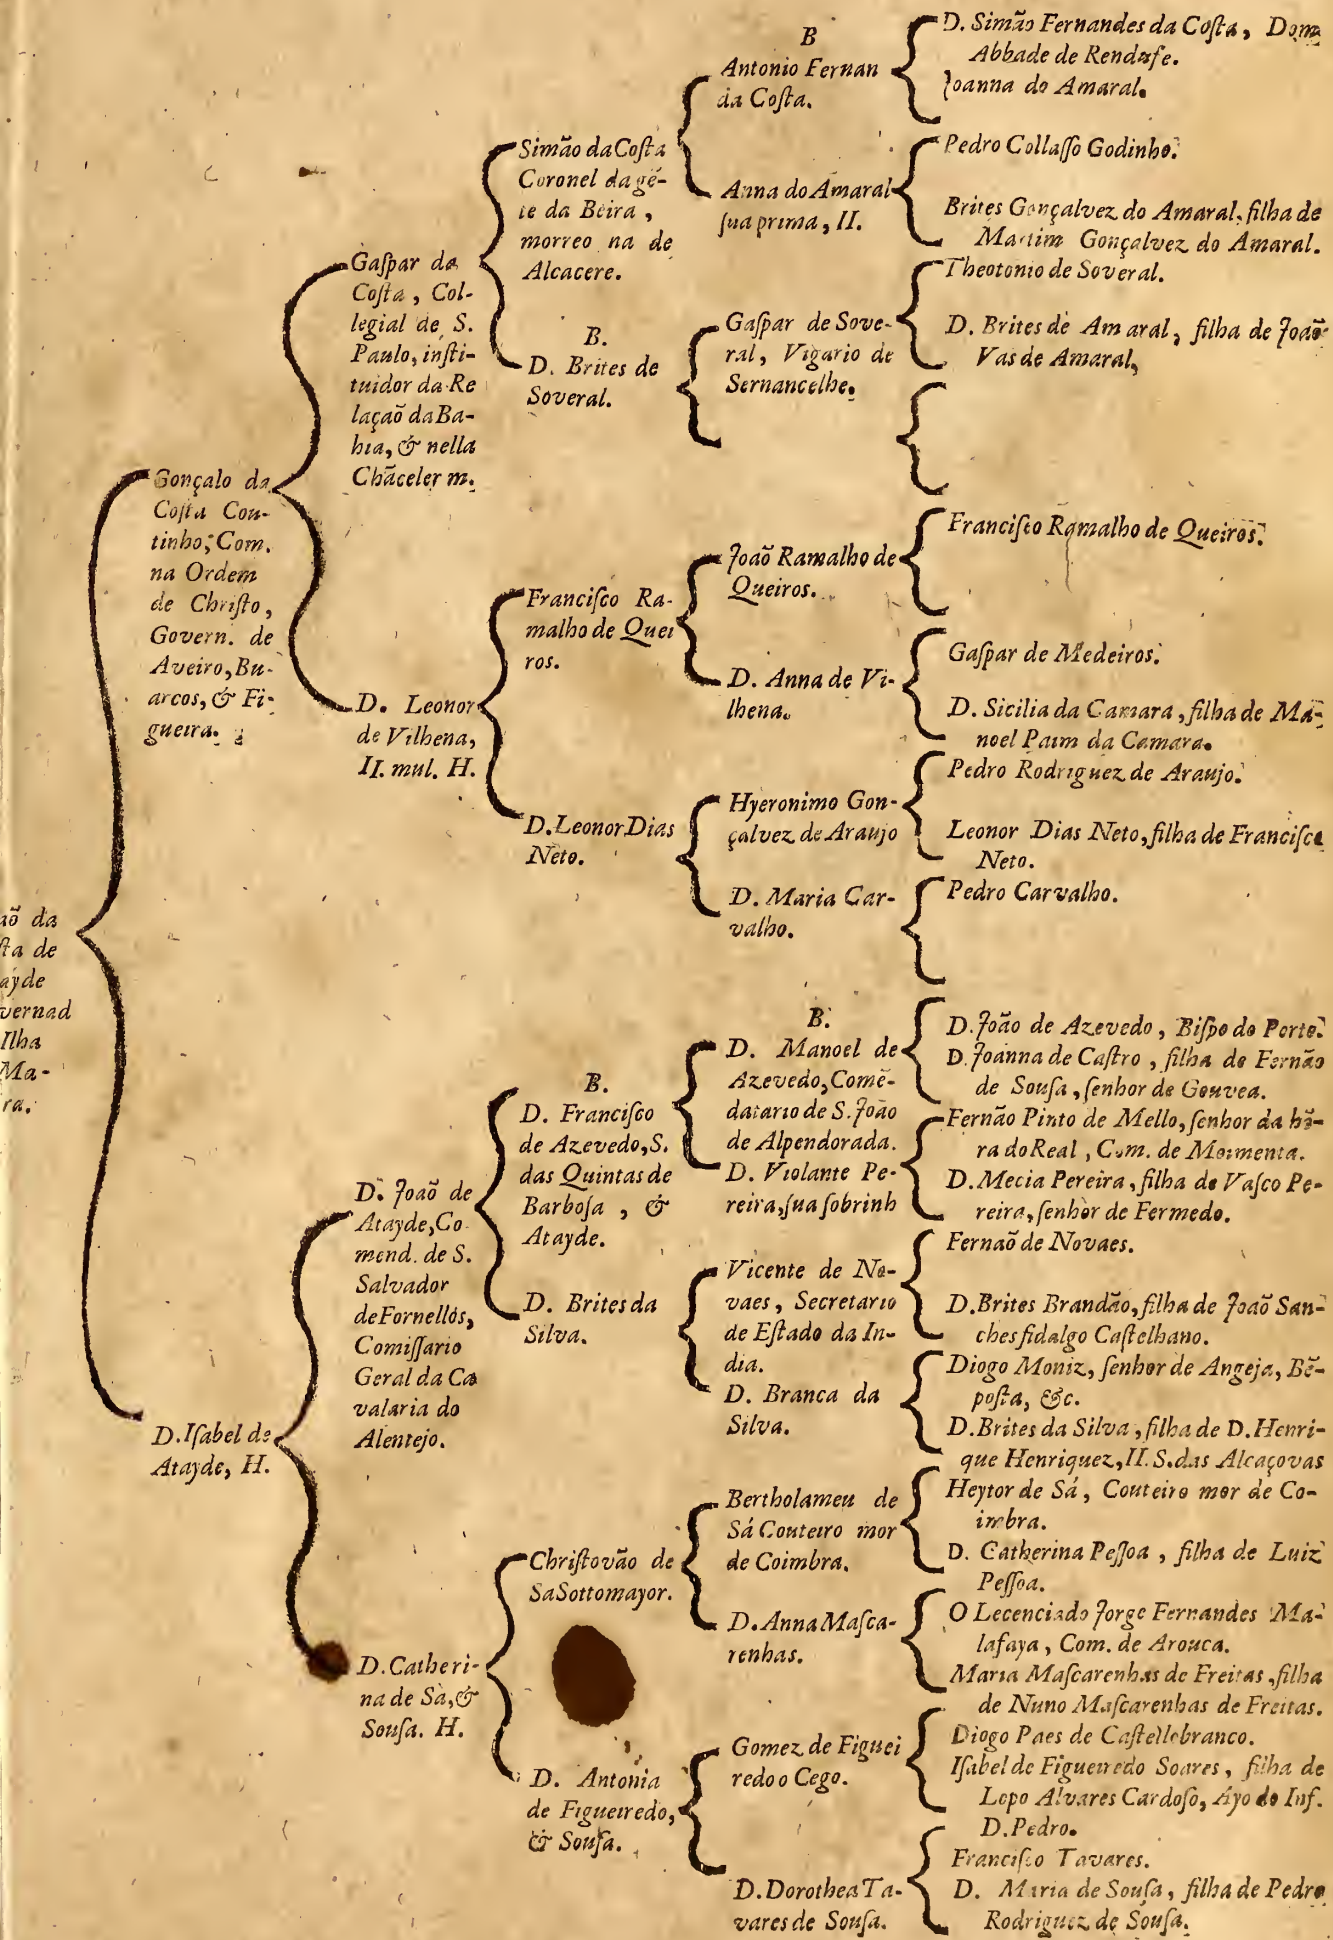 aõ da
ſta de
ayde
vernad
Ilha
Ma-
ra.
Gonçalo da
Coſta Cou-
tinho, Com.
na Ordem
de Chriſto,
Govern. de
Aveiro, Bu-
arcos, & Fi-
gueira.
D. Iſabel de
Atayde, H.
Gaſpar da
Coſta, Col-
legial de S.
Paulo, inſti-
tuidor da Re
laçaõ da Ba-
hia, & nella
Chãceler m.
D. Leonor
de Vilhena,
II. mul. H.
D. Joaõ de
Atayde, Co
mend. de S.
Salvador
de Fornellos,
Comiſſario
Geral da Ca
valaria do
Alentejo.
D. Catheri-
na de Sà, &
Souſa. H.
Simão da Coſta
Coronel da gẽ-
te da Beira,
morreo na de
Alcacere.
B.
D. Brites de
Soveral.
Franciſco Ra-
malho de Quei
ros.
D. Leonor Dias
Neto.
B.
D. Franciſco
de Azevedo, S.
das Quintas de
Barboſa, &
Atayde.
D. Brites da
Silva.
Chriſtovão de
Sa Sottomayor.
D. Antonia
de Figueiredo,
& Souſa.
B
Antonio Fernan
da Coſta.
Anna do Amaral
ſua prima, II.
Gaſpar de Sove-
ral, Vigario de
Sernancelhe.
Joaõ Ramalho de
Queiros.
D. Anna de Vi-
lhena.
Hyeronimo Gon-
çalvez de Araujo
D. Maria Car-
valho.
B.
D. Manoel de
Azevedo, Comẽ-
datario de S. João
de Alpendorada.
D. Violante Pe-
reira, ſua ſobrinh
Vicente de No-
vaes, Secretario
de Eſtado da In-
dia.
D. Branca da
Silva.
Bertholameu de
Sá Couteiro mor
de Coimbra.
D. Anna Maſca-
renhas.
Gomez de Figuei
redo o Cego.
D. Dorothea Ta-
vares de Souſa.
D. Simão Fernandes da Coſta, Dom
Abbade de Rendufe.
Joanna do Amaral.
Pedro Collaſſo Godinho.
Brites Gonçalvez do Amaral, filha de
Martim Gonçalvez do Amaral.
Theotonio de Soveral.
D. Brites de Amaral, filha de Joaõ
Vas de Amaral,
Franciſco Ramalho de Queiros.
Gaſpar de Medeiros.
D. Sicilia da Camara, filha de Ma-
noel Paim da Camara.
Pedro Rodriguez de Araujo.
Leonor Dias Neto, filha de Franciſco
Neto.
Pedro Carvalho.
D. João de Azevedo, Biſpo do Porto.
D. Joanna de Caſtro, filha de Fernão
de Souſa, ſenhor de Gouvea.
Fernão Pinto de Mello, ſenhor da hõ-
ra do Real, Com. de Moimenta.
D. Mecia Pereira, filha de Vaſco Pe-
reira, ſenhor de Fermedo.
Fernaõ de Novaes.
D. Brites Brandão, filha de Joaõ San-
ches fidalgo Caſtelhano.
Diogo Moniz, ſenhor de Angeja, Bẽ-
poſta, &c.
D. Brites da Silva, filha de D. Henri-
que Henriquez, II. S. das Alcaçovas
Heytor de Sá, Couteiro mor de Co-
imbra.
D. Catherina Peſſoa, filha de Luiz
Peſſoa.
O Lecenciado Jorge Fernandes Ma-
lafaya, Com. de Arouca.
Maria Maſcarenhas de Freitas, filha
de Nuno Maſcarenhas de Freitas.
Diogo Paes de Caſtellobranco.
Iſabel de Figueiredo Soares, filha de
Lopo Alvares Cardoſo, Ayo do Inf.
D. Pedro.
Franciſco Tavares.
D. Maria de Souſa, filha de Pedro
Rodriguez de Souſa.